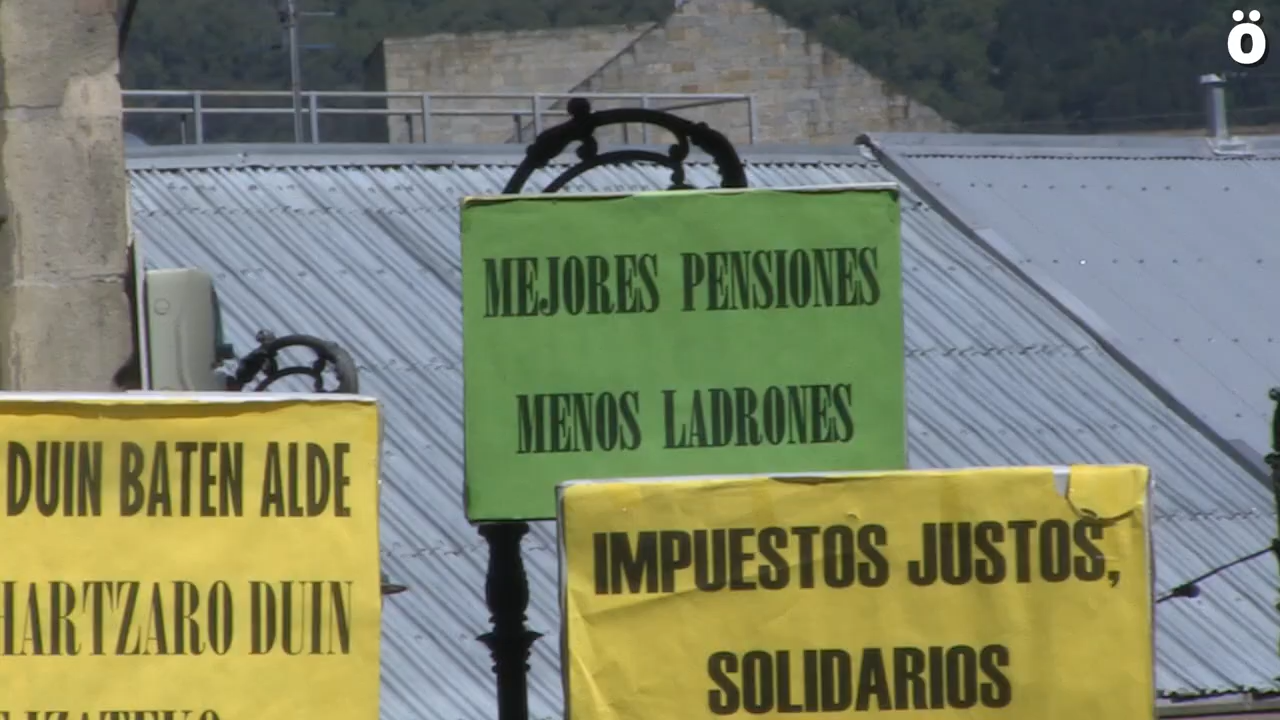 ö
MEJORES PENSIONES
MENOS LADRONES
DUIN BATEN ALDE
HARTZARO DUIN
IMPUESTOS JUSTOS,
SOLIDARIOS